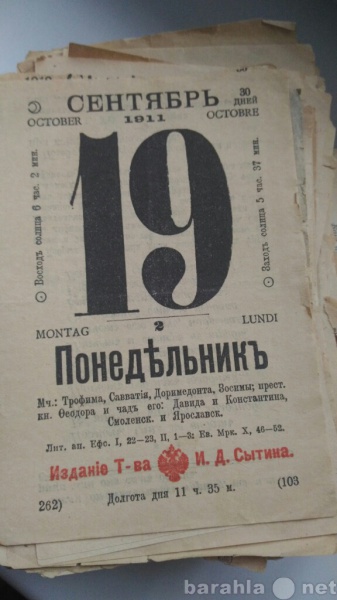 СЕНТЯБРЬ 30 ДНЕЙ
OCTOBER 1911 OCTOBRE
19
Восходъ солнца 6 час. 2 мин.
Заходъ солнца 5 час. 37 мин.
2
MONTAG LUNDI
Понедѣльникъ
Мч.: Трофима, Савватія, Доримедонта, Зосимы; прест.
кн. Ѳеодора и чадъ его: Давида и Константина,
Смоленск. и Ярославск.
Лит. ап. Ефс. I, 22—23, II, 1—3; Ев. Мрк. X, 46—52.
Изданіе Т-ва И. Д. Сытина.
262) Долгота дня 11 ч. 35 м. (103
barahla.net